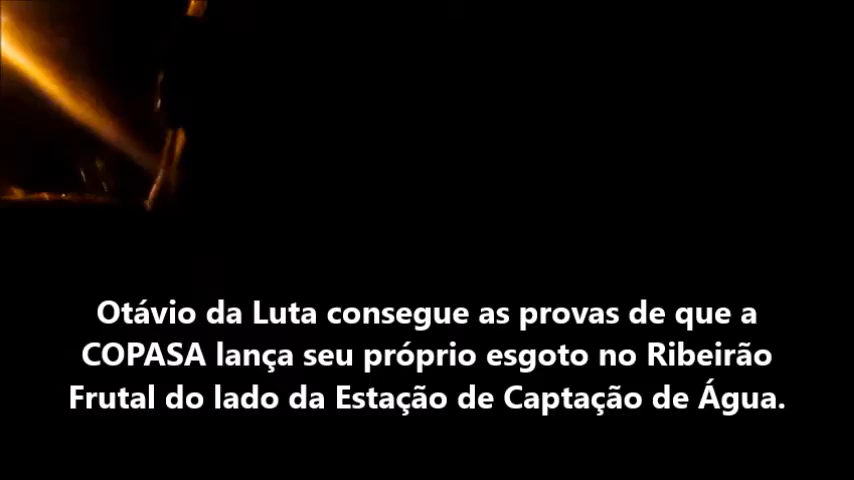 Otávio da Luta consegue as provas de que a
COPASA lança seu próprio esgoto no Ribeirão
Frutal do lado da Estação de Captação de Água.